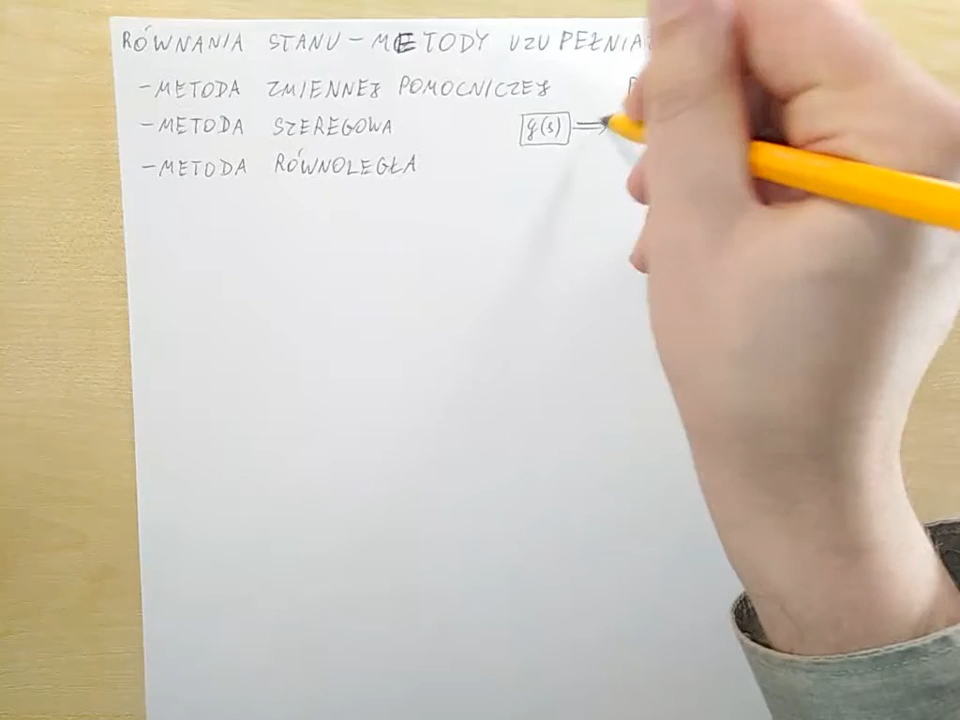 RÓWNANIA STANU - METODY UZUPEŁNIA
- METODA ZMIENNEJ POMOCNICZEJ
- METODA SZEREGOWA g(s) ⇒
- METODA RÓWNOLEGŁA